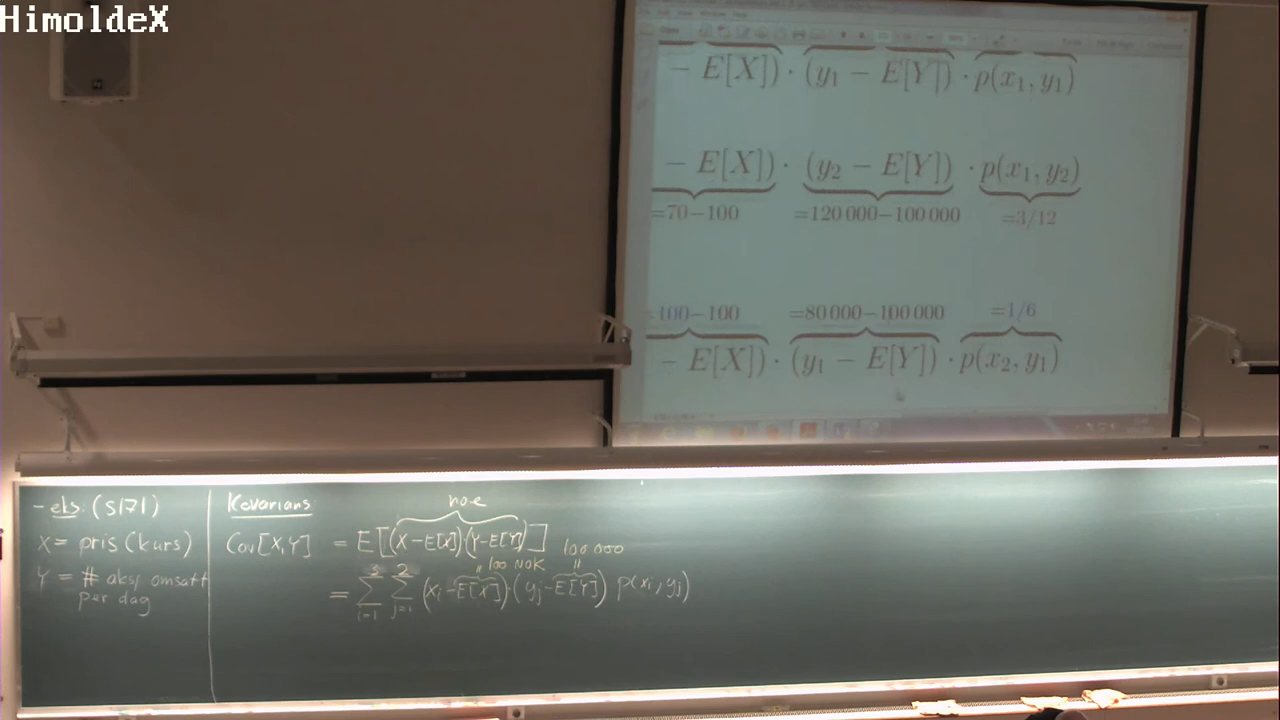 HimoldeX
− E[X]) · (y₁ − E[Y]) · p(x₁, y₁)
− E[X]) · (y₂ − E[Y]) · p(x₁, y₂)
=70−100 =120 000−100 000 =3/12
=100−100 =80 000−100 000 =1/6
− E[X]) · (y₁ − E[Y]) · p(x₂, y₁)
- eks. (S171)
X = pris (kurs)
Y = # aksj omsatt
per dag
Kovarians
noe
Cov[X,Y] = E[(X−E[X])·(Y−E[Y])]
" 100 NOK 100 000 "
= ∑ᵢ₌₁³ ∑ⱼ₌₁² (xᵢ−E[X])·(yⱼ−E[Y]) p(xᵢ,yⱼ)